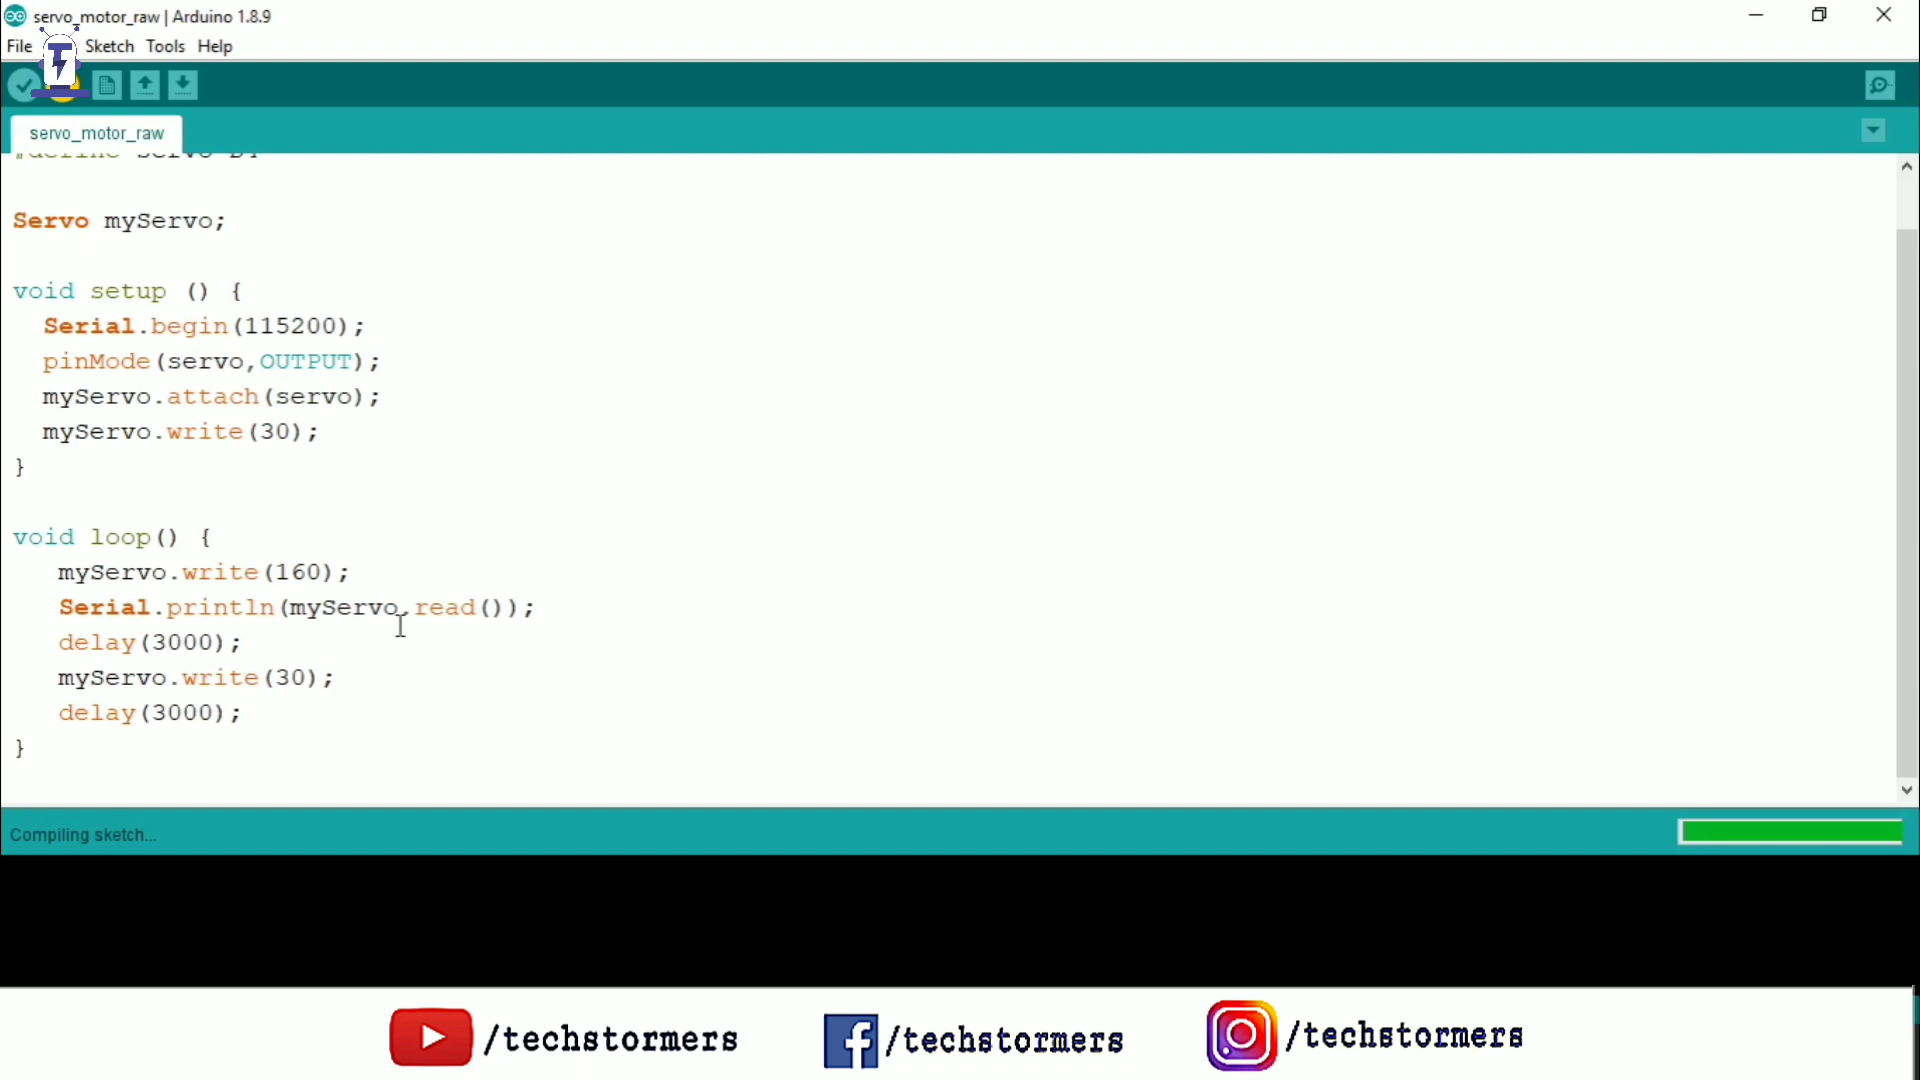 servo_motor_raw | Arduino 1.8.9
File Sketch Tools Help
servo_motor_raw
#define servo
Servo myServo;
void setup () {
Serial.begin(115200);
pinMode(servo,OUTPUT);
myServo.attach(servo);
myServo.write(30);
}
void loop() {
myServo.write(160);
Serial.println(myServo.read());
delay(3000);
myServo.write(30);
delay(3000);
}
Compiling sketch...
/techstormers /techstormers /techstormers